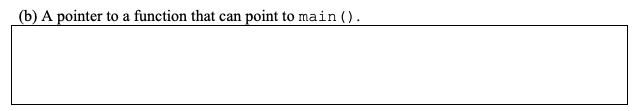 (b) A pointer to a function that can point to main().